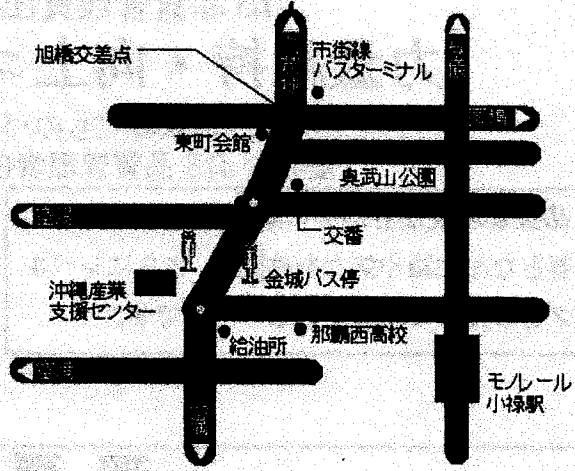 旭橋交差点
市街線
バスターミナル
東町会館
奥武山公園
交番
金城バス停
沖縄産業
支援センター
給油所
那覇西高校
モノレール
小禄駅